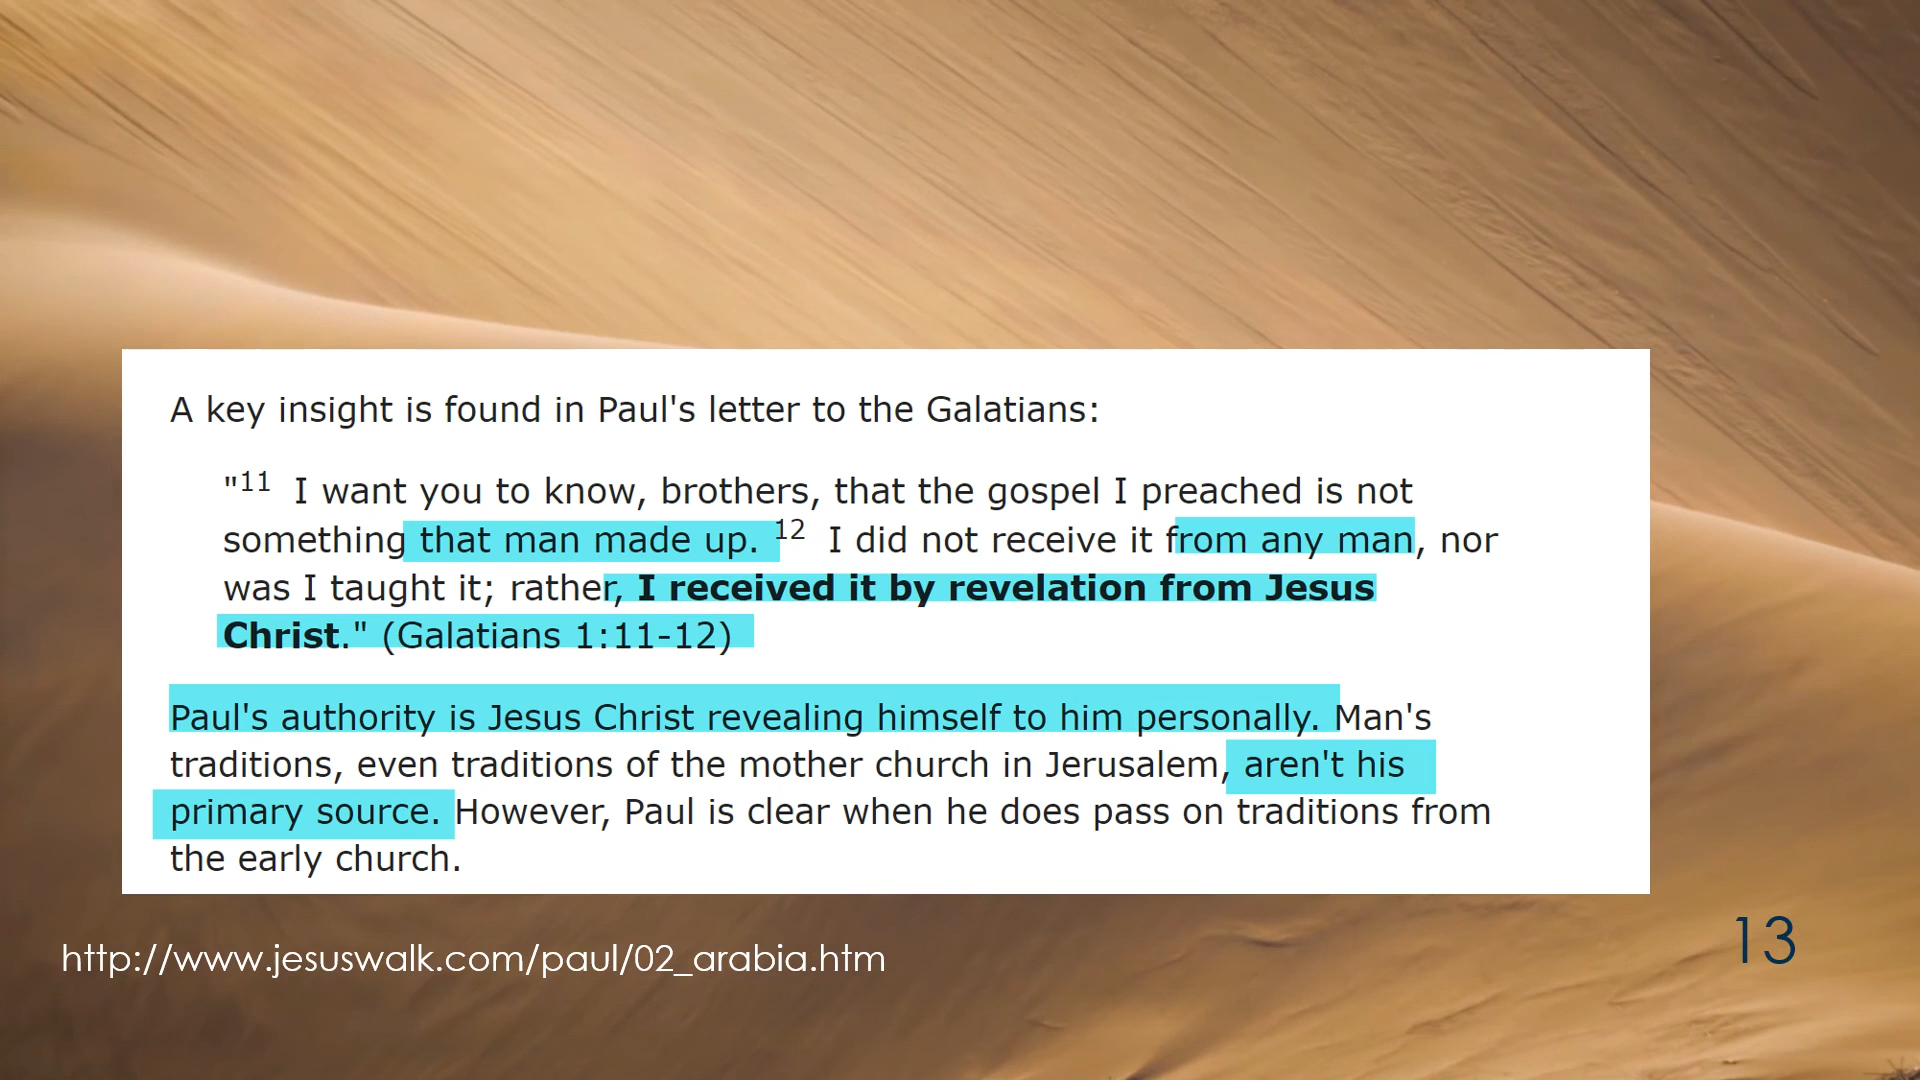 A key insight is found in Paul's letter to the Galatians:
"11 I want you to know, brothers, that the gospel I preached is not
something that man made up. 12 I did not receive it from any man, nor
was I taught it; rather, I received it by revelation from Jesus
Christ." (Galatians 1:11-12)
Paul's authority is Jesus Christ revealing himself to him personally. Man's
traditions, even traditions of the mother church in Jerusalem, aren't his
primary source. However, Paul is clear when he does pass on traditions from
the early church.
http://www.jesuswalk.com/paul/02_arabia.htm
13